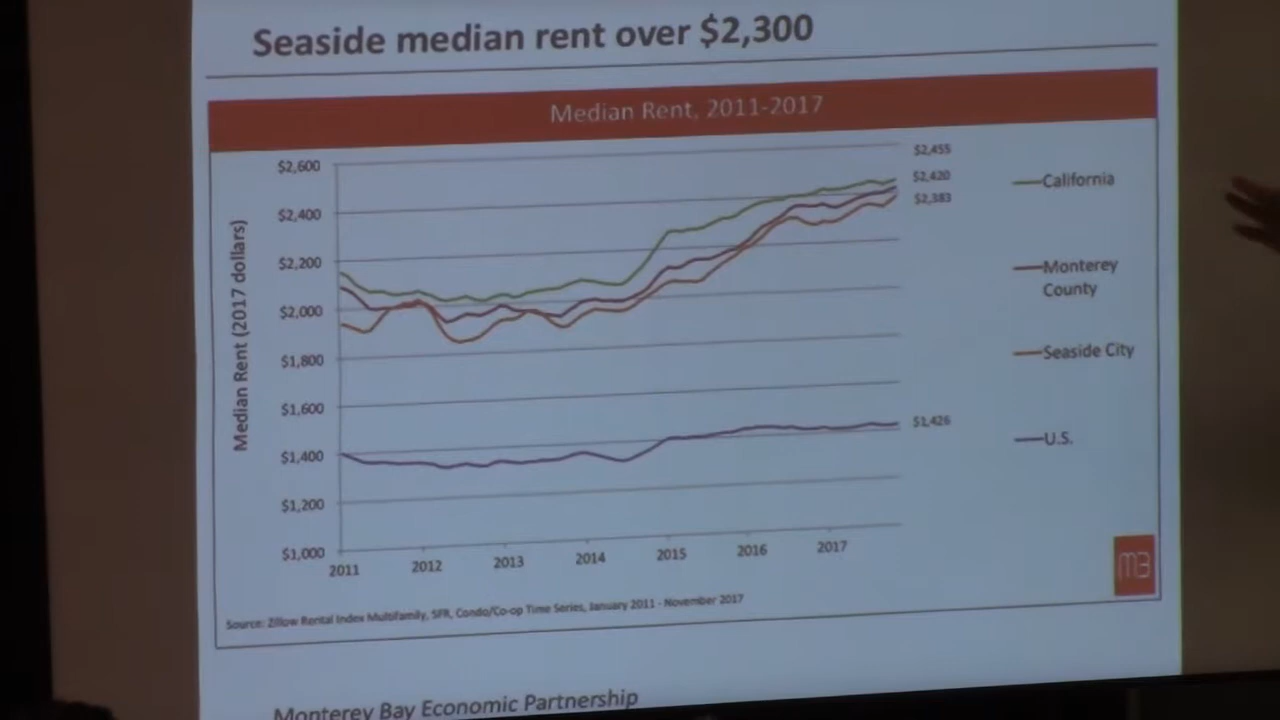 Seaside median rent over $2,300
Median Rent, 2011-2017
Median Rent (2017 dollars)
$2,600
$2,400
$2,200
$2,000
$1,800
$1,600
$1,400
$1,200
$1,000
2011
2012
2013
2014
2015
2016
2017
$2,455
$2,420
$2,383
$1,426
California
Monterey
County
Seaside City
U.S.
m3
Source: Zillow Rental Index Multifamily, SFR, Condo/Co-op Time Series, January 2011 - November 2017
Monterey Bay Economic Partnership